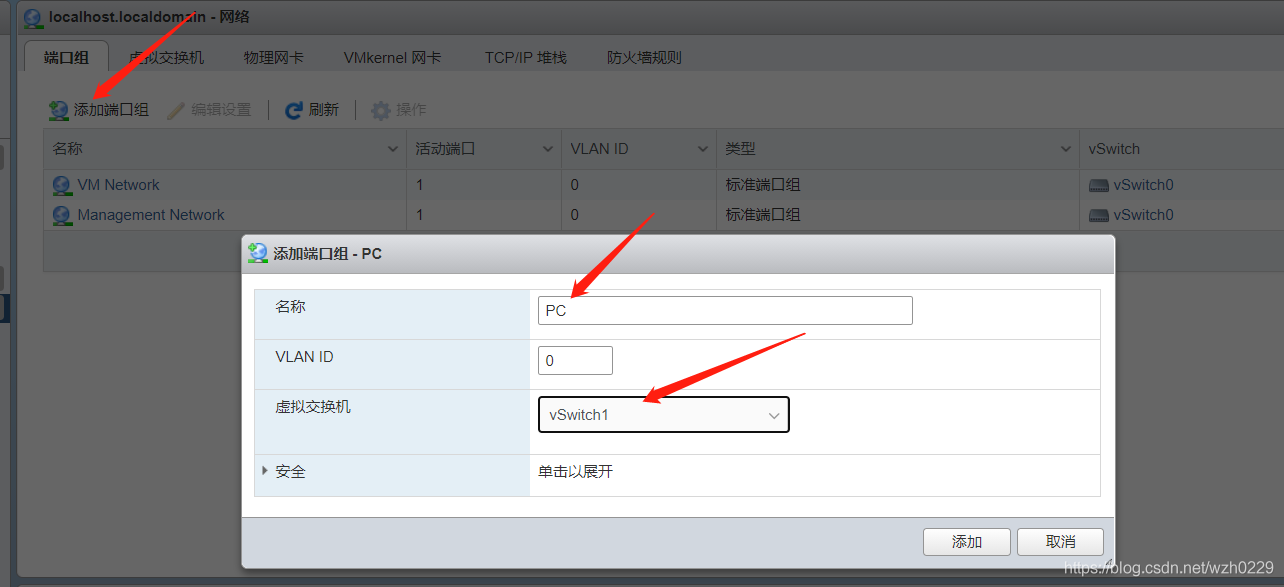 localhost.localdomain - 网络
端口组 虚拟交换机 物理网卡 VMkernel 网卡 TCP/IP 堆栈 防火墙规则
添加端口组 编辑设置 刷新 操作
名称 活动端口 VLAN ID 类型 vSwitch
VM Network 1 0 标准端口组 vSwitch0
Management Network 1 0 标准端口组 vSwitch0
添加端口组 - PC
名称 PC
VLAN ID 0
虚拟交换机 vSwitch1
安全 单击以展开
添加 取消
https://blog.csdn.net/wzh0229